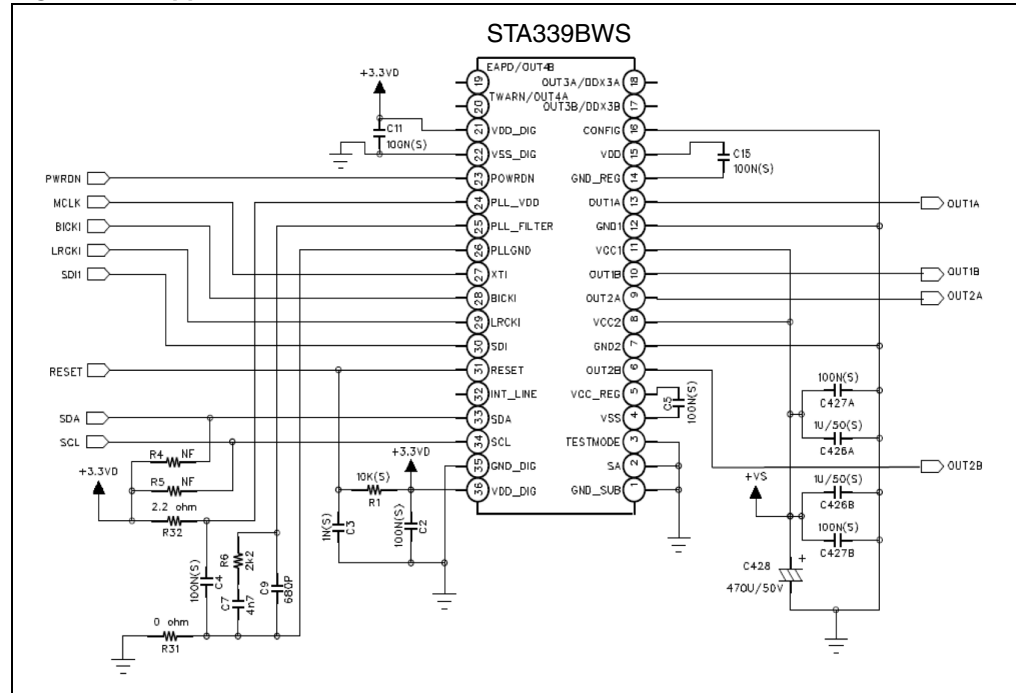 STA339BWS
EAPD/OUT4B
19
18
OUT3A/DDX3A
TWARN/OUT4A
20
17
OUT3B/DDX3B
+3.3VD
C11
100N(S)
21
VDD_DIG
CONFIG
16
22
VSS_DIG
VDD
15
C15
100N(S)
PWRDN
23
POWRDN
GND_REG
14
MCLK
24
PLL_VDD
OUT1A
13
OUT1A
BICKI
25
PLL_FILTER
GND1
12
LRCKI
26
PLLGND
VCC1
11
SDI1
27
XTI
OUT1B
10
OUT1B
28
BICKI
OUT2A
9
OUT2A
29
LRCKI
VCC2
8
30
SDI
GND2
7
RESET
31
RESET
OUT2B
6
32
INT_LINE
VCC_REG
5
C5
100N(S)
SDA
33
SDA
VSS
4
SCL
34
SCL
TESTMODE
3
35
GND_DIG
SA
2
36
VDD_DIG
GND_SUB
1
100N(S)
C427A
1U/50(S)
C426A
OUT2B
+VS
1U/50(S)
C426B
100N(S)
C427B
C428
+
470U/50V
R4
NF
+3.3VD
R5
NF
2.2 ohm
R32
+3.3VD
10K(S)
R1
1N(S)
C3
100N(S)
C2
100N(S)
C4
R6
2k2
C7
4n7
C9
680P
0 ohm
R31